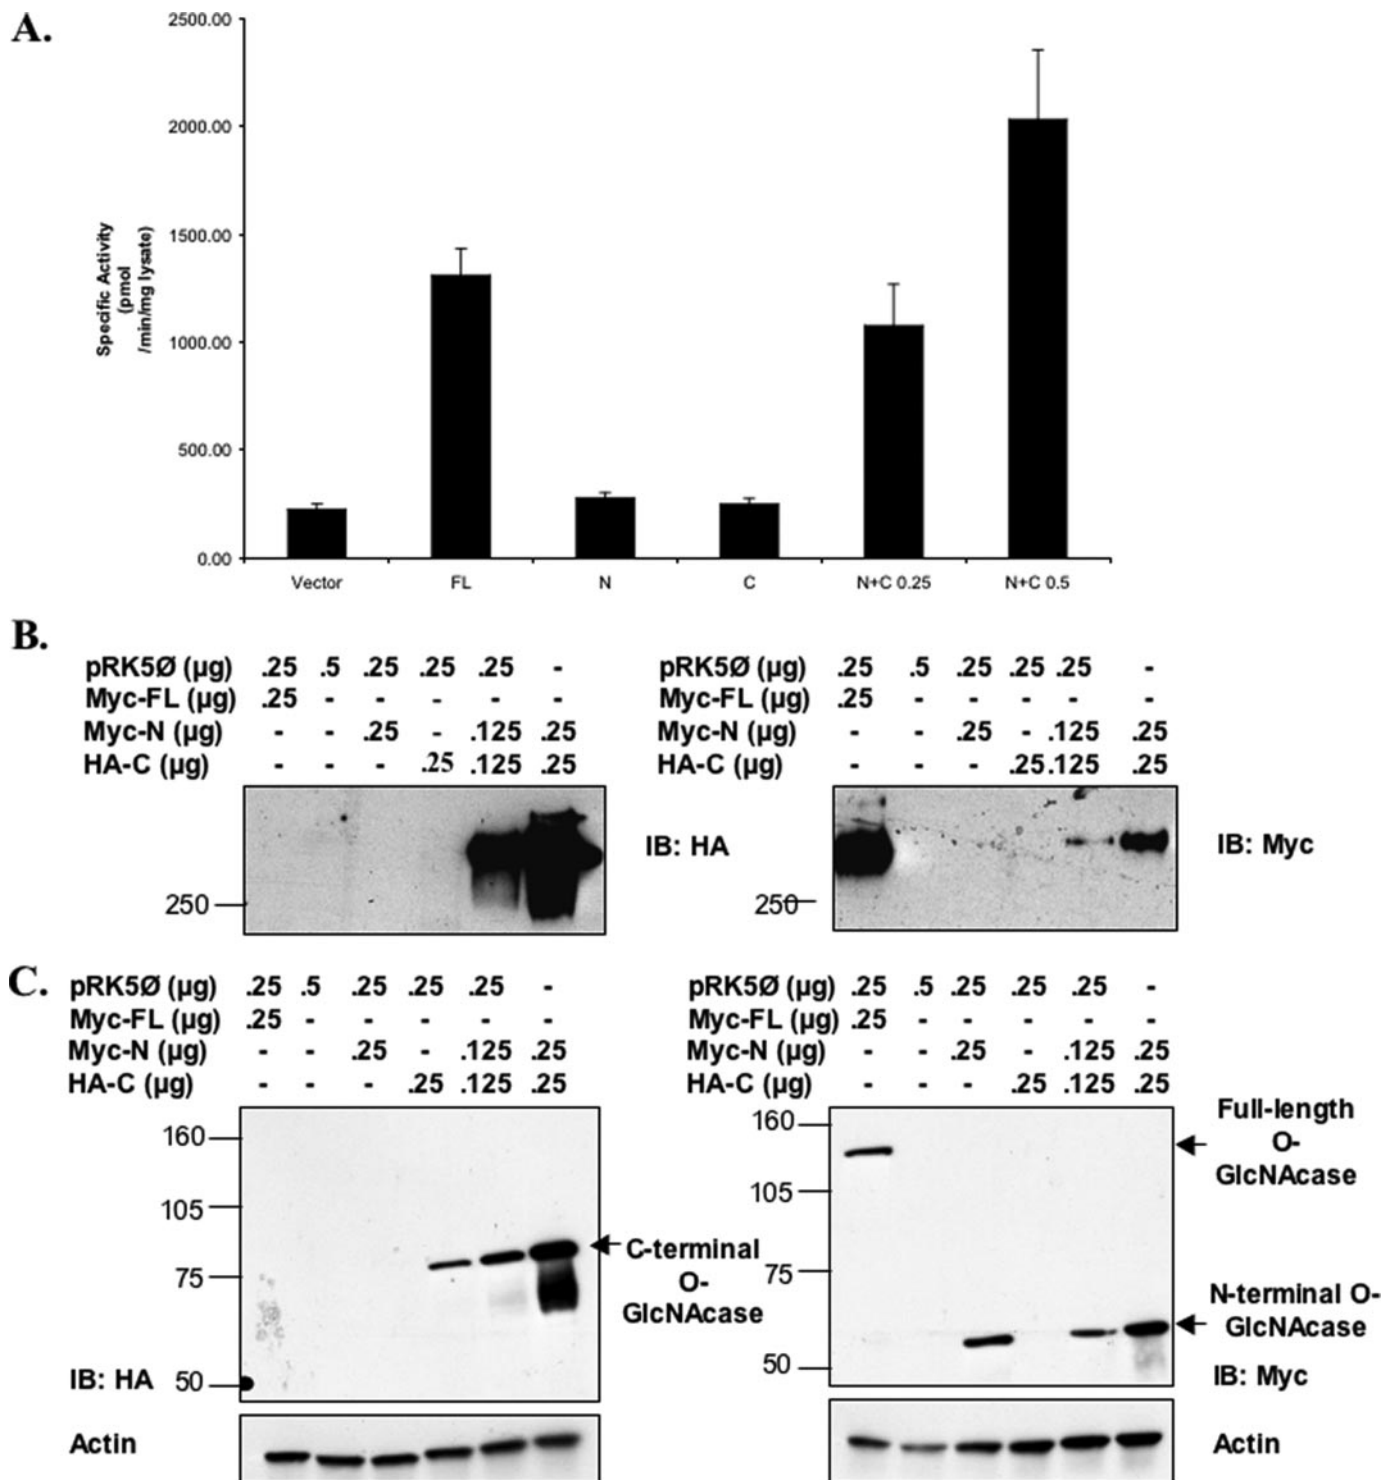 A.
2500.00
2000.00
1500.00
1000.00
500.00
0.00
Specific Activity
(pmol
/min/mg lysate)
Vector FL N C N+C 0.25 N+C 0.5
B.
pRK5Ø (µg) .25 .5 .25 .25 .25 -
Myc-FL (µg) .25 - - - - -
Myc-N (µg) - - .25 - .125 .25
HA-C (µg) - - - .25 .125 .25
250
IB: HA
pRK5Ø (µg) .25 .5 .25 .25 .25 -
Myc-FL (µg) .25 - - - - -
Myc-N (µg) - - .25 - .125 .25
HA-C (µg) - - - .25 .125 .25
250
IB: Myc
C.
pRK5Ø (µg) .25 .5 .25 .25 .25 -
Myc-FL (µg) .25 - - - - -
Myc-N (µg) - - .25 - .125 .25
HA-C (µg) - - - .25 .125 .25
160
105
75
50
C-terminal
O-
GlcNAcase
IB: HA
Actin
pRK5Ø (µg) .25 .5 .25 .25 .25 -
Myc-FL (µg) .25 - - - - -
Myc-N (µg) - - .25 - .125 .25
HA-C (µg) - - - .25 .125 .25
160
105
75
50
Full-length
O-
GlcNAcase
N-terminal O-
GlcNAcase
IB: Myc
Actin